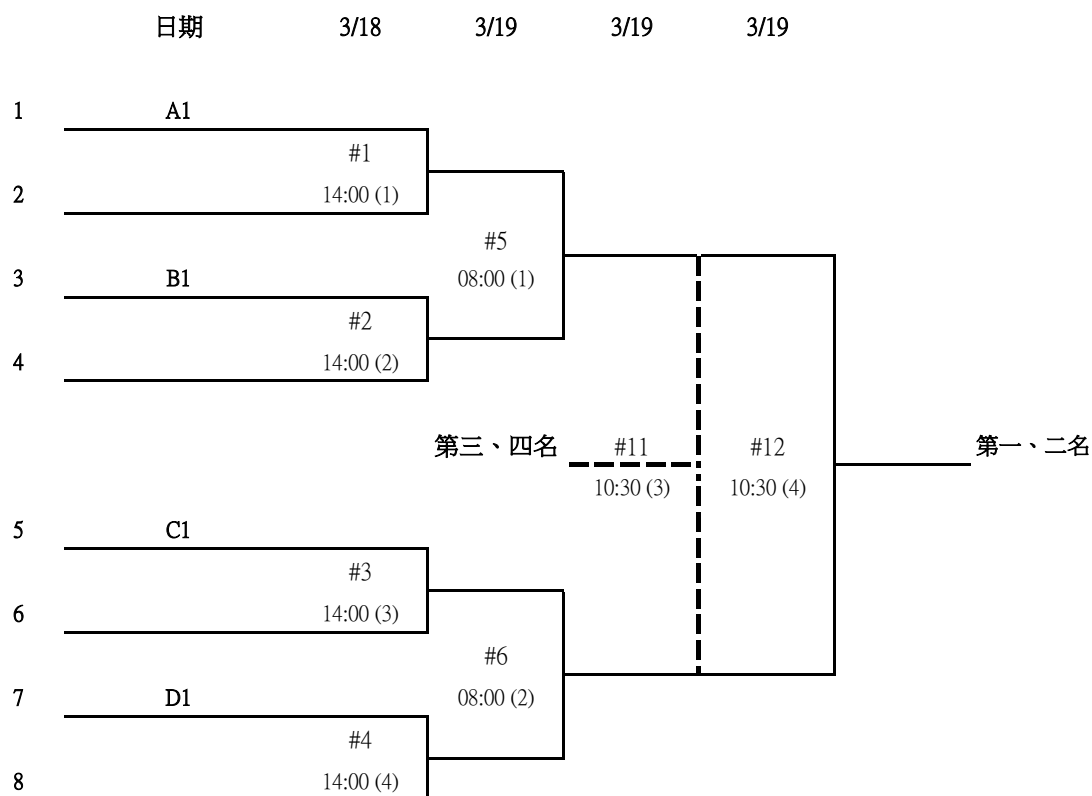 日期 3/18 3/19 3/19 3/19
1 A1
#1
2 14:00 (1)
#5
3 B1 08:00 (1)
#2
4 14:00 (2)
第三、四名 #11 #12 第一、二名
10:30 (3) 10:30 (4)
5 C1
#3
6 14:00 (3)
#6
7 D1 08:00 (2)
#4
8 14:00 (4)